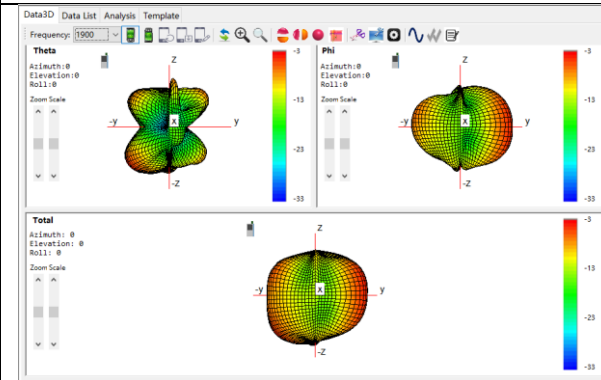 Data3D Data List Analysis Template
Frequency: 1900
Theta
Azimuth:0
Elevation:0
Roll:0
Zoom Scale
Z
-y
x
y
-Z
-3
-13
-23
-33
Phi
Azimuth:0
Elevation:0
Roll:0
Zoom Scale
Z
-y
x
y
-Z
-3
-13
-23
-33
Total
Azimuth: 0
Elevation: 0
Roll: 0
Zoom Scale
Z
-y
x
y
-Z
-3
-13
-23
-33